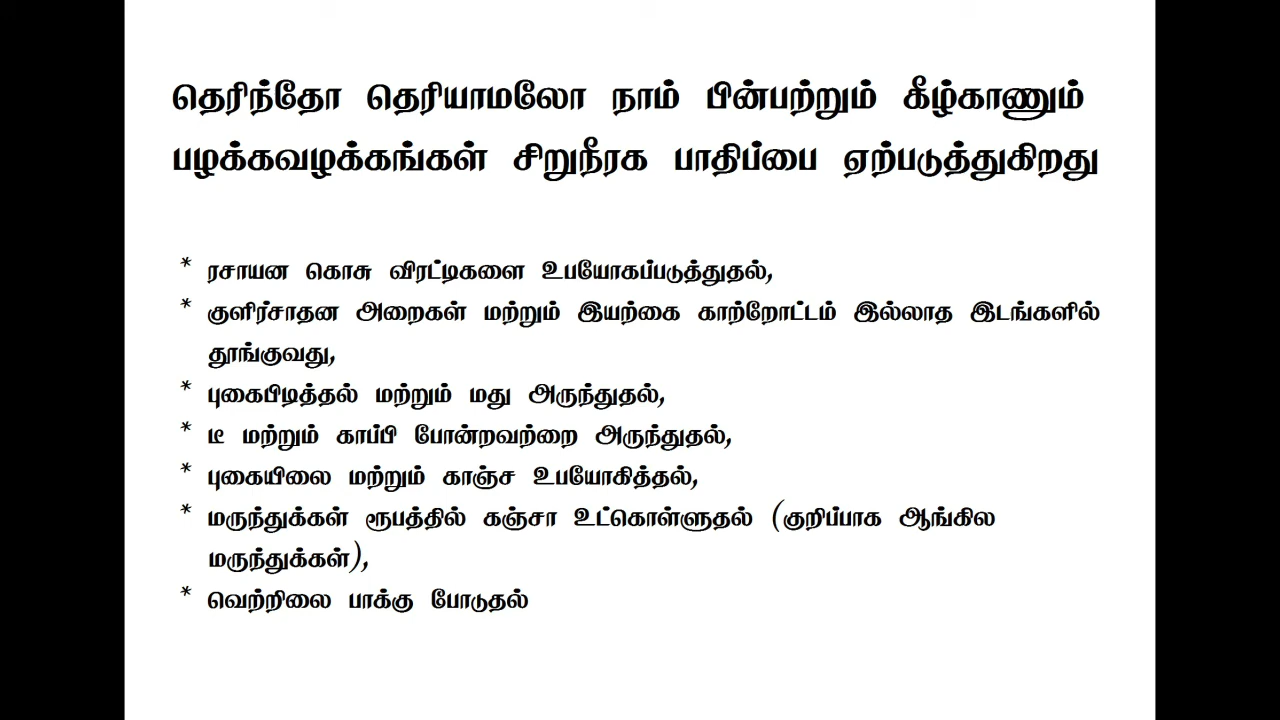 தெரிந்தோ தெரியாமலோ நாம் பின்பற்றும் கீழ்காணும்
பழக்கவழக்கங்கள் சிறுநீரக பாதிப்பை ஏற்படுத்துகிறது
* ரசாயன கொசு விரட்டிகளை உபயோகப்படுத்துதல்,
* குளிர்சாதன அறைகள் மற்றும் இயற்கை காற்றோட்டம் இல்லாத இடங்களில்
தூங்குவது,
* புகைபிடித்தல் மற்றும் மது அருந்துதல்,
* டீ மற்றும் காப்பி போன்றவற்றை அருந்துதல்,
* புகையிலை மற்றும் காஞ்ச உபயோகித்தல்,
* மருந்துக்கள் ரூபத்தில் கஞ்சா உட்கொள்ளுதல் (குறிப்பாக ஆங்கில
மருந்துக்கள்),
* வெற்றிலை பாக்கு போடுதல்